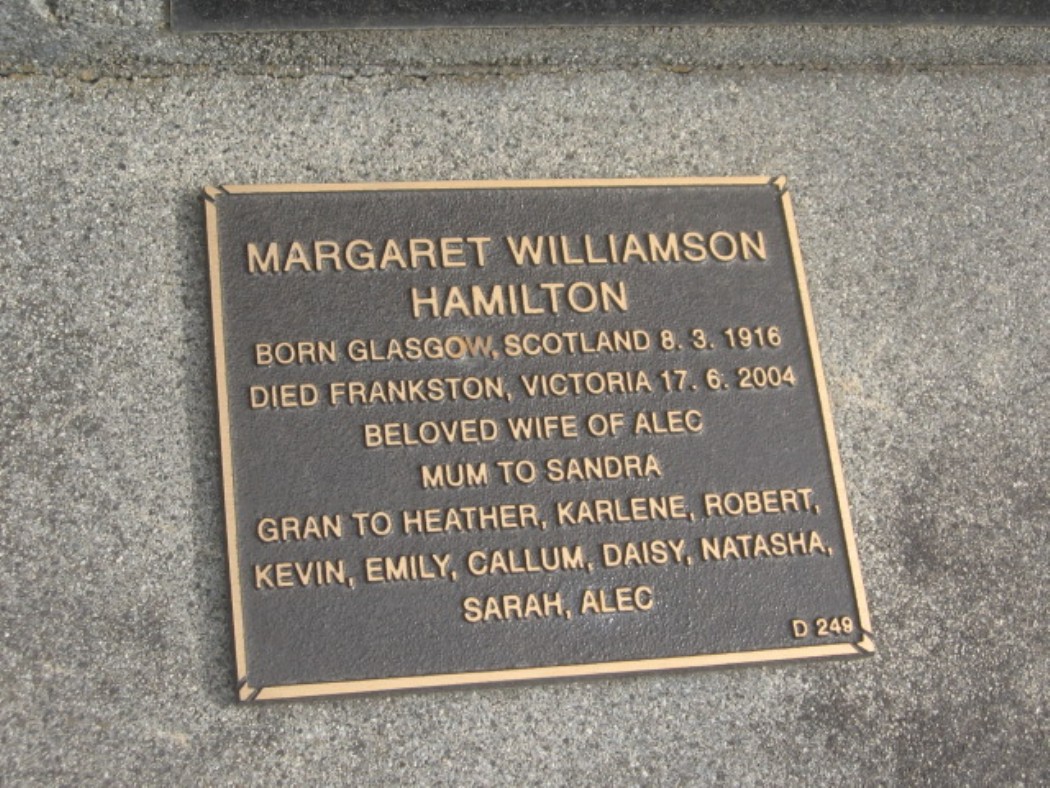 MARGARET WILLIAMSON
HAMILTON
BORN GLASGOW, SCOTLAND 8. 3. 1916
DIED FRANKSTON, VICTORIA 17. 6. 2004
BELOVED WIFE OF ALEC
MUM TO SANDRA
GRAN TO HEATHER, KARLENE, ROBERT,
KEVIN, EMILY, CALLUM, DAISY, NATASHA,
SARAH, ALEC
D 249